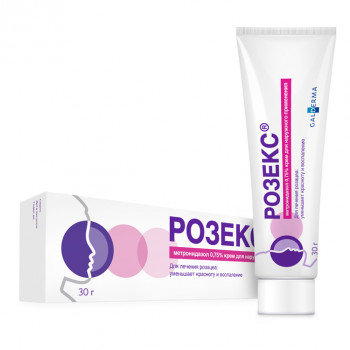 РОЗЕКС®
метронидазол 0,75% крем для нару
Для лечения розацеа:
уменьшает красноту и воспаление
30 г
РОЗЕКС®
метронидазол 0,75% крем для наружного применения
Для лечения розацеа:
уменьшает красноту и воспаление
GALDERMA
30 г